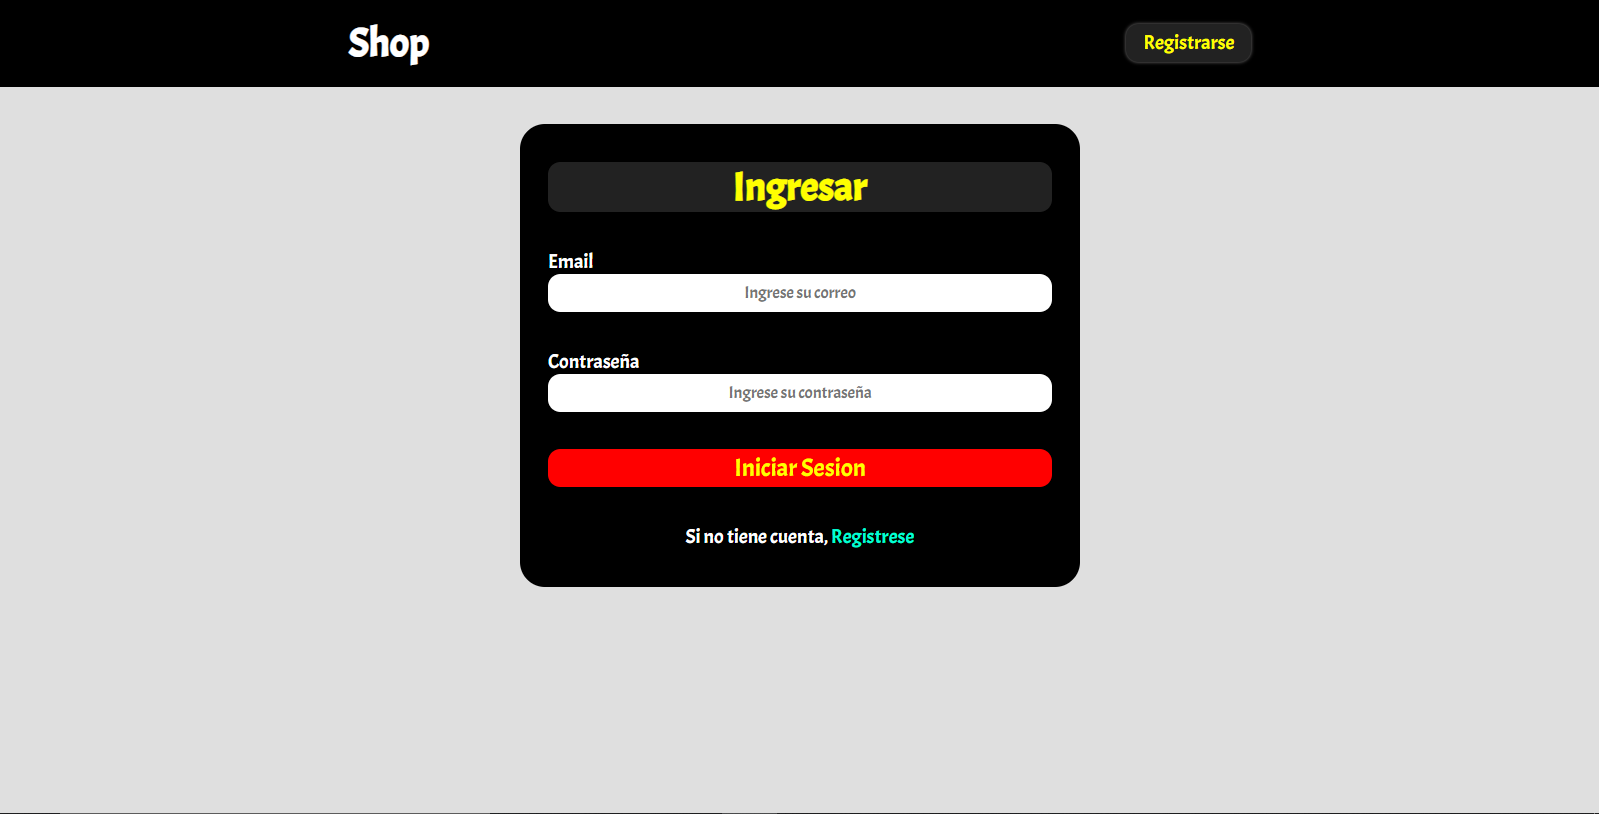 Shop
Registrarse
Ingresar
Email
Ingrese su correo
Contraseña
Ingrese su contraseña
Iniciar Sesion
Si no tiene cuenta, Registrese